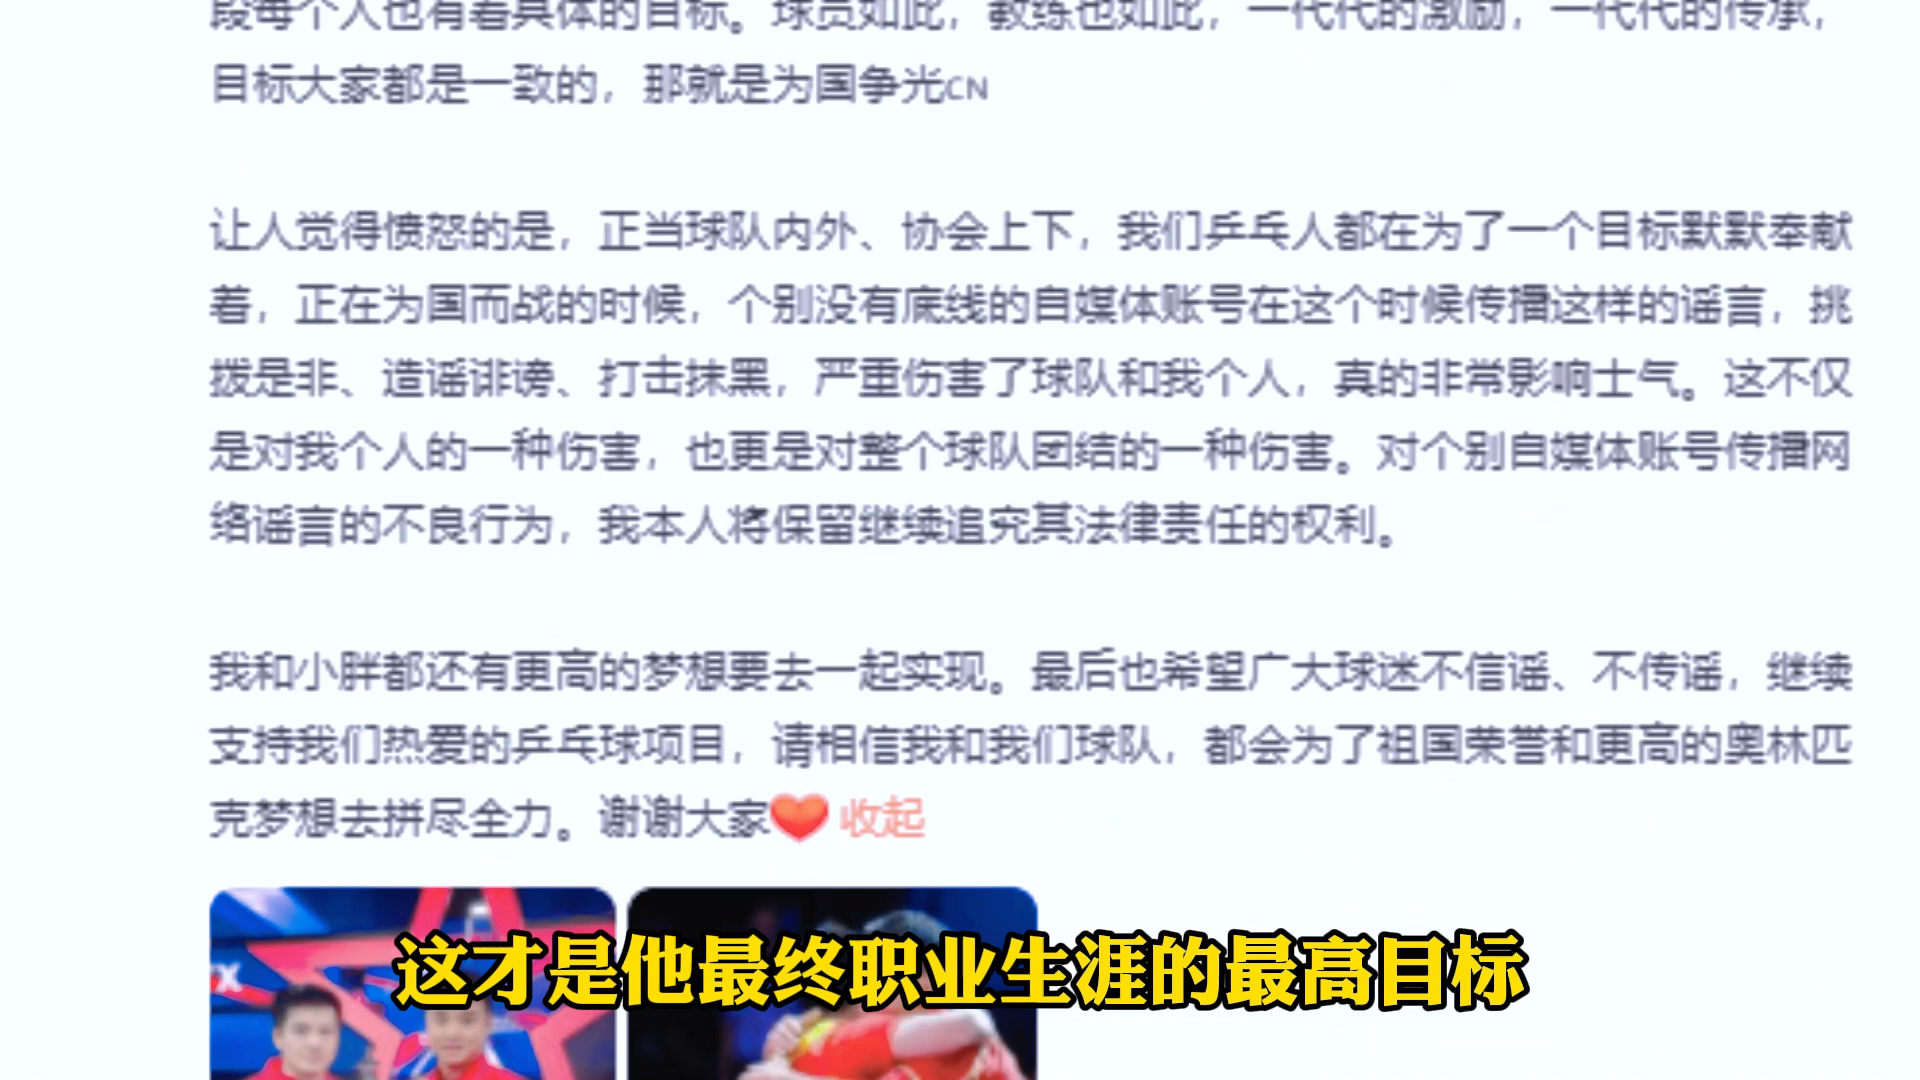 段每个人也有着具体的目标。球员如此，教练也如此，一代代的激励，一代代的传承，
目标大家都是一致的，那就是为国争光CN
让人觉得愤怒的是，正当球队内外、协会上下，我们乒乓人都在为了一个目标默默奉献
着，正在为国而战的时候，个别没有底线的自媒体账号在这个时候传播这样的谣言，挑
拨是非、造谣诽谤、打击抹黑，严重伤害了球队和我个人，真的非常影响士气。这不仅
是对我个人的一种伤害，也更是对整个球队团结的一种伤害。对个别自媒体账号传播网
络谣言的不良行为，我本人将保留继续追究其法律责任的权利。
我和小胖都还有更高的梦想要去一起实现。最后也希望广大球迷不信谣、不传谣，继续
支持我们热爱的乒乓球项目，请相信我和我们球队，都会为了祖国荣誉和更高的奥林匹
克梦想去拼尽全力。谢谢大家❤ 收起
这才是他最终职业生涯的最高目标